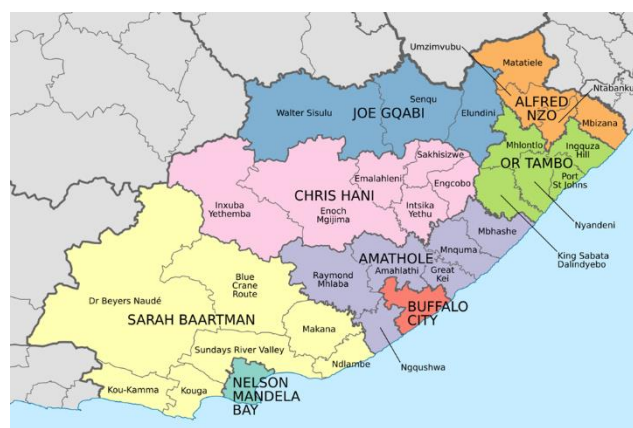 Umzimvubu
Matatiele
Ntabankulu
ALFRED
NZO
Mbizana
Walter Sisulu
Senqu
JOE GQABI
Elundini
Mhlontlo
Ingquza
Hill
OR TAMBO
Port
St Johns
Nyandeni
King Sabata
Dalindyebo
Sakhisizwe
Emalahleni
Engcobo
CHRIS HANI
Inxuba
Yethemba
Enoch
Mgijima
Intsika
Yethu
Mbhashe
Mnquma
AMATHOLE
Raymond
Mhlaba
Amahlathi
Great
Kei
BUFFALO
CITY
Ngqushwa
Blue
Crane
Route
Dr Beyers Naudé
SARAH BAARTMAN
Makana
Sundays River Valley
Ndlambe
Kou-Kamma
Kouga
NELSON
MANDELA
BAY